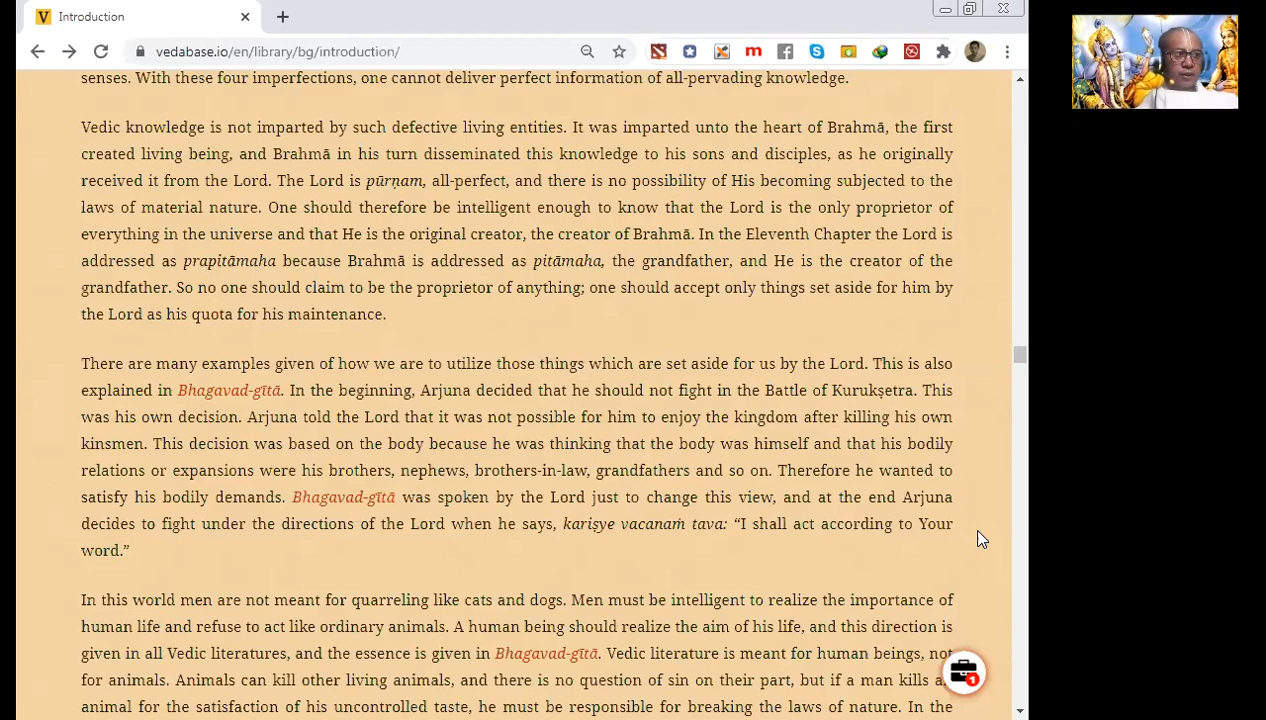 V Introduction
vedabase.io/en/library/bg/introduction/
senses. With these four imperfections, one cannot deliver perfect information of all-pervading knowledge.
Vedic knowledge is not imparted by such defective living entities. It was imparted unto the heart of Brahmā, the first
created living being, and Brahmā in his turn disseminated this knowledge to his sons and disciples, as he originally
received it from the Lord. The Lord is pūrṇam, all-perfect, and there is no possibility of His becoming subjected to the
laws of material nature. One should therefore be intelligent enough to know that the Lord is the only proprietor of
everything in the universe and that He is the original creator, the creator of Brahmā. In the Eleventh Chapter the Lord is
addressed as prapitāmaha because Brahmā is addressed as pitāmaha, the grandfather, and He is the creator of the
grandfather. So no one should claim to be the proprietor of anything; one should accept only things set aside for him by
the Lord as his quota for his maintenance.
There are many examples given of how we are to utilize those things which are set aside for us by the Lord. This is also
explained in Bhagavad-gītā. In the beginning, Arjuna decided that he should not fight in the Battle of Kurukṣetra. This
was his own decision. Arjuna told the Lord that it was not possible for him to enjoy the kingdom after killing his own
kinsmen. This decision was based on the body because he was thinking that the body was himself and that his bodily
relations or expansions were his brothers, nephews, brothers-in-law, grandfathers and so on. Therefore he wanted to
satisfy his bodily demands. Bhagavad-gītā was spoken by the Lord just to change this view, and at the end Arjuna
decides to fight under the directions of the Lord when he says, kariṣye vacanaṁ tava: “I shall act according to Your
word.”
In this world men are not meant for quarreling like cats and dogs. Men must be intelligent to realize the importance of
human life and refuse to act like ordinary animals. A human being should realize the aim of his life, and this direction is
given in all Vedic literatures, and the essence is given in Bhagavad-gītā. Vedic literature is meant for human beings, not
for animals. Animals can kill other living animals, and there is no question of sin on their part, but if a man kills
animal for the satisfaction of his uncontrolled taste, he must be responsible for breaking the laws of nature. In the
1